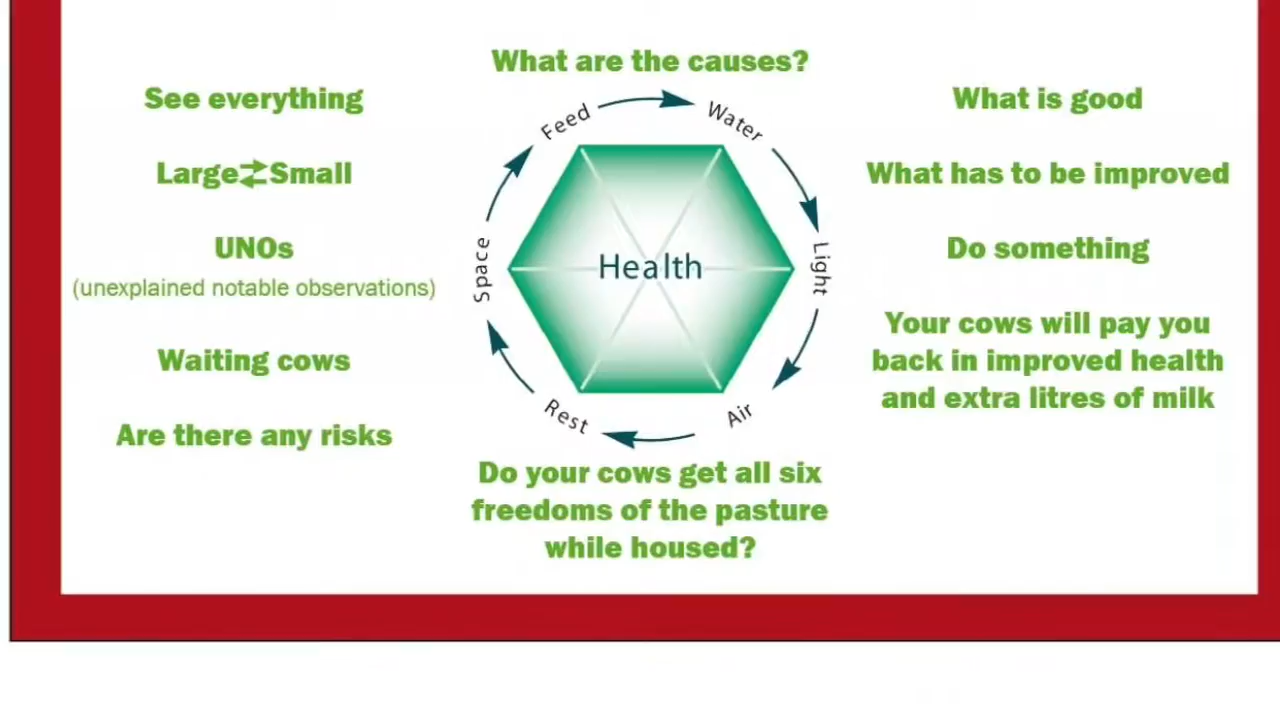 See everything
Large⇄Small
UNOs
(unexplained notable observations)
Waiting cows
Are there any risks
What are the causes?
Feed
Water
Light
Air
Rest
Space
Health
Do your cows get all six
freedoms of the pasture
while housed?
What is good
What has to be improved
Do something
Your cows will pay you
back in improved health
and extra litres of milk